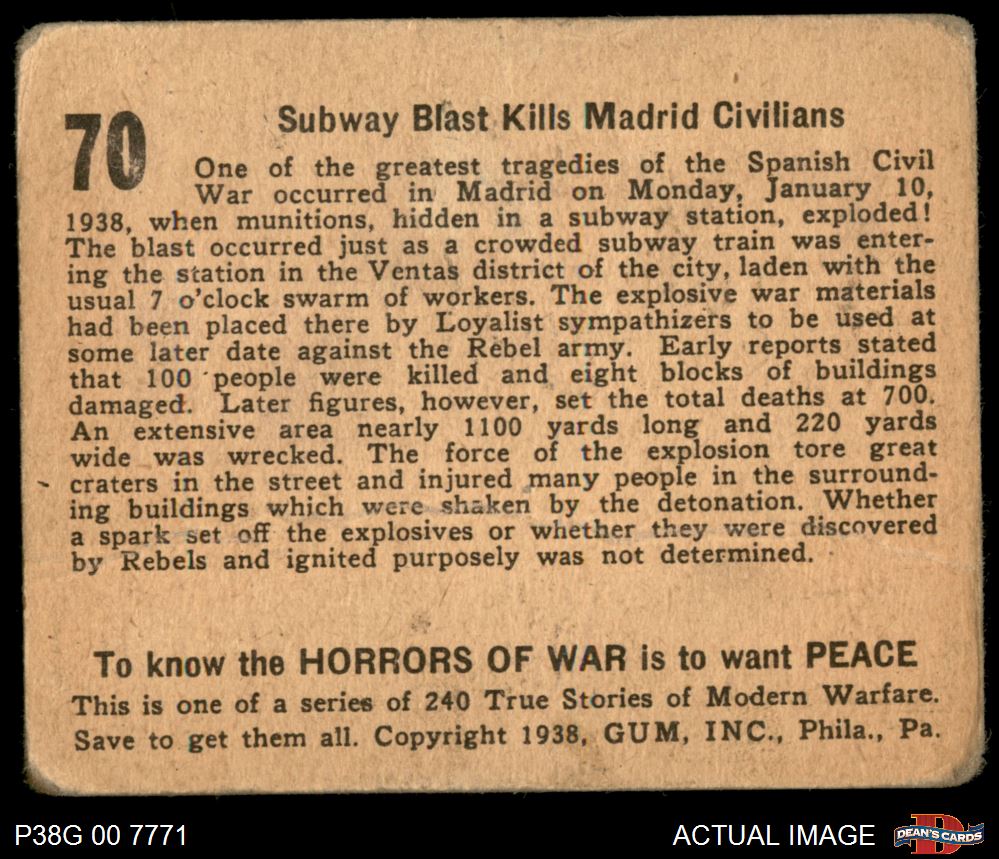 70
Subway Blast Kills Madrid Civilians
One of the greatest tragedies of the Spanish Civil
War occurred in Madrid on Monday, January 10,
1938, when munitions, hidden in a subway station, exploded!
The blast occurred just as a crowded subway train was enter-
ing the station in the Ventas district of the city, laden with the
usual 7 o'clock swarm of workers. The explosive war materials
had been placed there by Loyalist sympathizers to be used at
some later date against the Rebel army. Early reports stated
that 100 people were killed and eight blocks of buildings
damaged. Later figures, however, set the total deaths at 700.
An extensive area nearly 1100 yards long and 220 yards
wide was wrecked. The force of the explosion tore great
craters in the street and injured many people in the surround-
ing buildings which were shaken by the detonation. Whether
a spark set off the explosives or whether they were discovered
by Rebels and ignited purposely was not determined.
To know the HORRORS OF WAR is to want PEACE
This is one of a series of 240 True Stories of Modern Warfare.
Save to get them all. Copyright 1938, GUM, INC., Phila., Pa.
P38G 00 7771
ACTUAL IMAGE
D
DEAN'S CARDS